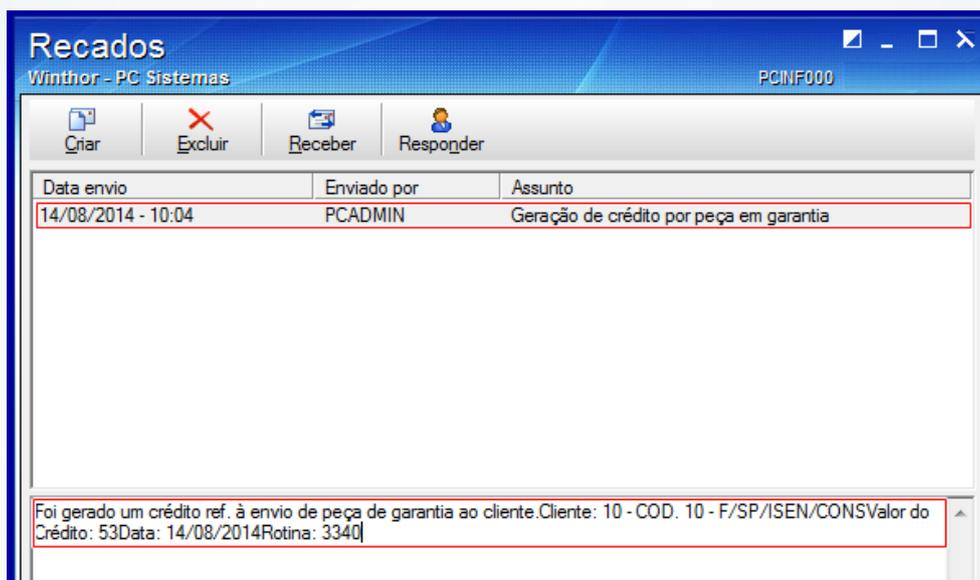 Recados
Winthor - PC Sistemas
PCINF000
Criar Excluir Receber Responder
Data envio Enviado por Assunto
14/08/2014 - 10:04 PCADMIN Geração de crédito por peça em garantia
Foi gerado um crédito ref. à envio de peça de garantia ao cliente.Cliente: 10 - COD. 10 - F/SP/ISEN/CONSValor do
Crédito: 53Data: 14/08/2014Rotina: 3340